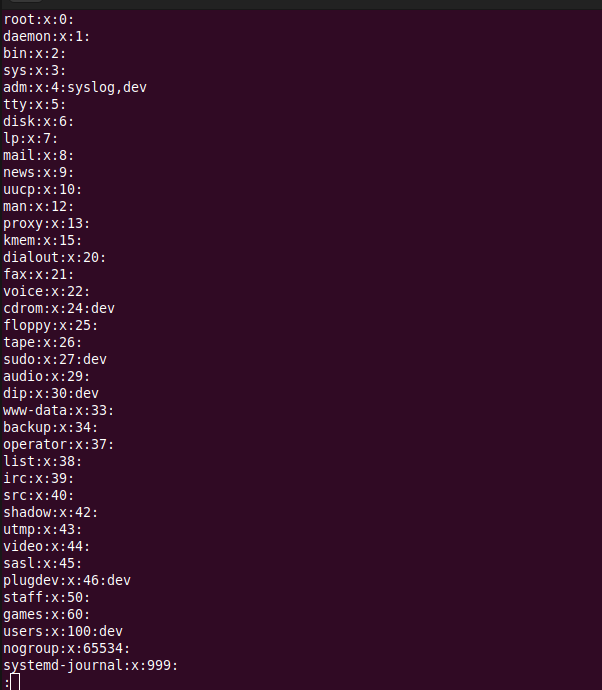 root:x:0:
daemon:x:1:
bin:x:2:
sys:x:3:
adm:x:4:syslog,dev
tty:x:5:
disk:x:6:
lp:x:7:
mail:x:8:
news:x:9:
uucp:x:10:
man:x:12:
proxy:x:13:
kmem:x:15:
dialout:x:20:
fax:x:21:
voice:x:22:
cdrom:x:24:dev
floppy:x:25:
tape:x:26:
sudo:x:27:dev
audio:x:29:
dip:x:30:dev
www-data:x:33:
backup:x:34:
operator:x:37:
list:x:38:
irc:x:39:
src:x:40:
shadow:x:42:
utmp:x:43:
video:x:44:
sasl:x:45:
plugdev:x:46:dev
staff:x:50:
games:x:60:
users:x:100:dev
nogroup:x:65534:
systemd-journal:x:999:
: